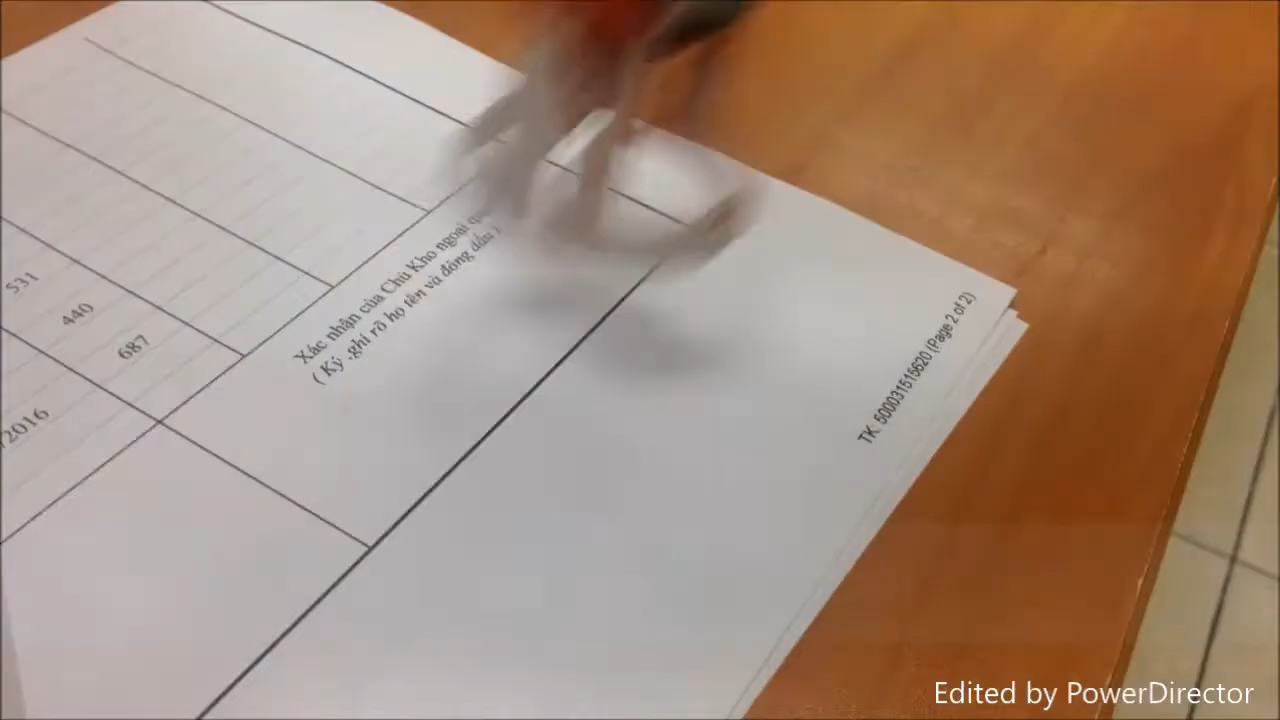 531
440
687
/2016
Xác nhận của Chủ Kho ngoại
( Ký .ghi rõ họ tên và đóng dấu )
TK: 500031515620 (Page 2 of 2)
Edited by PowerDirector